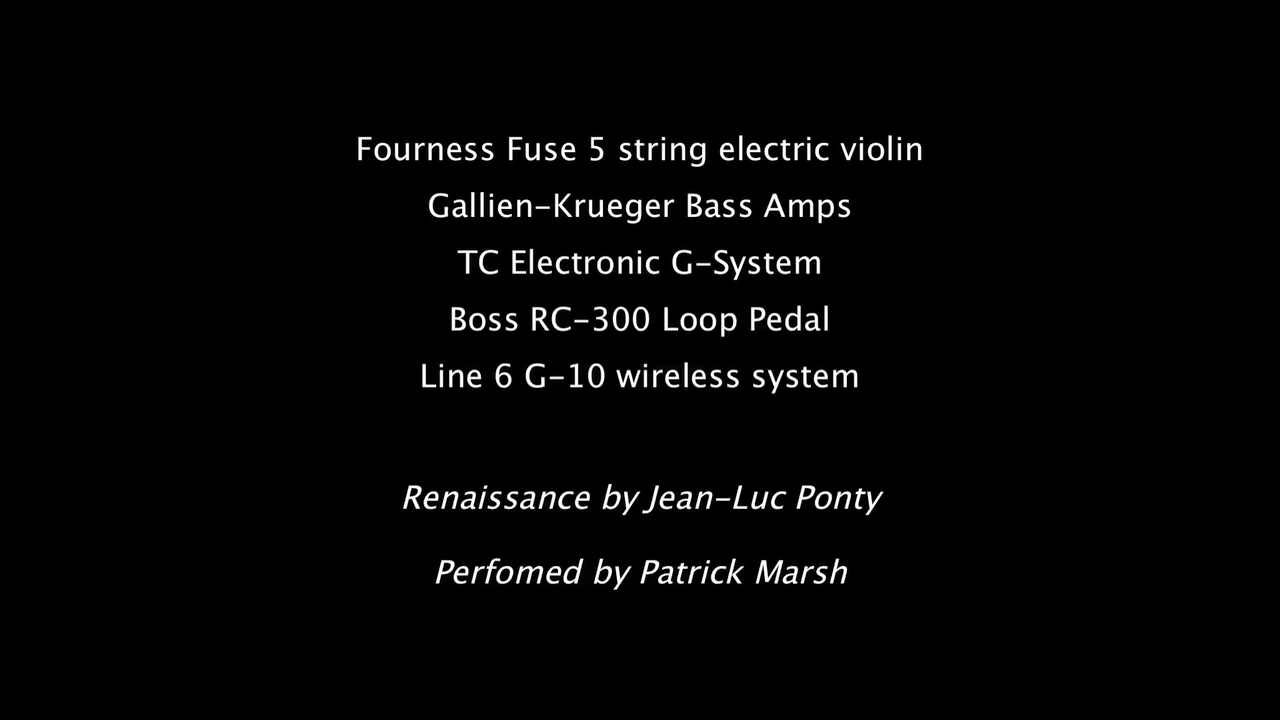 Fourness Fuse 5 string electric violin
Gallien-Krueger Bass Amps
TC Electronic G-System
Boss RC-300 Loop Pedal
Line 6 G-10 wireless system
Renaissance by Jean-Luc Ponty
Perfomed by Patrick Marsh